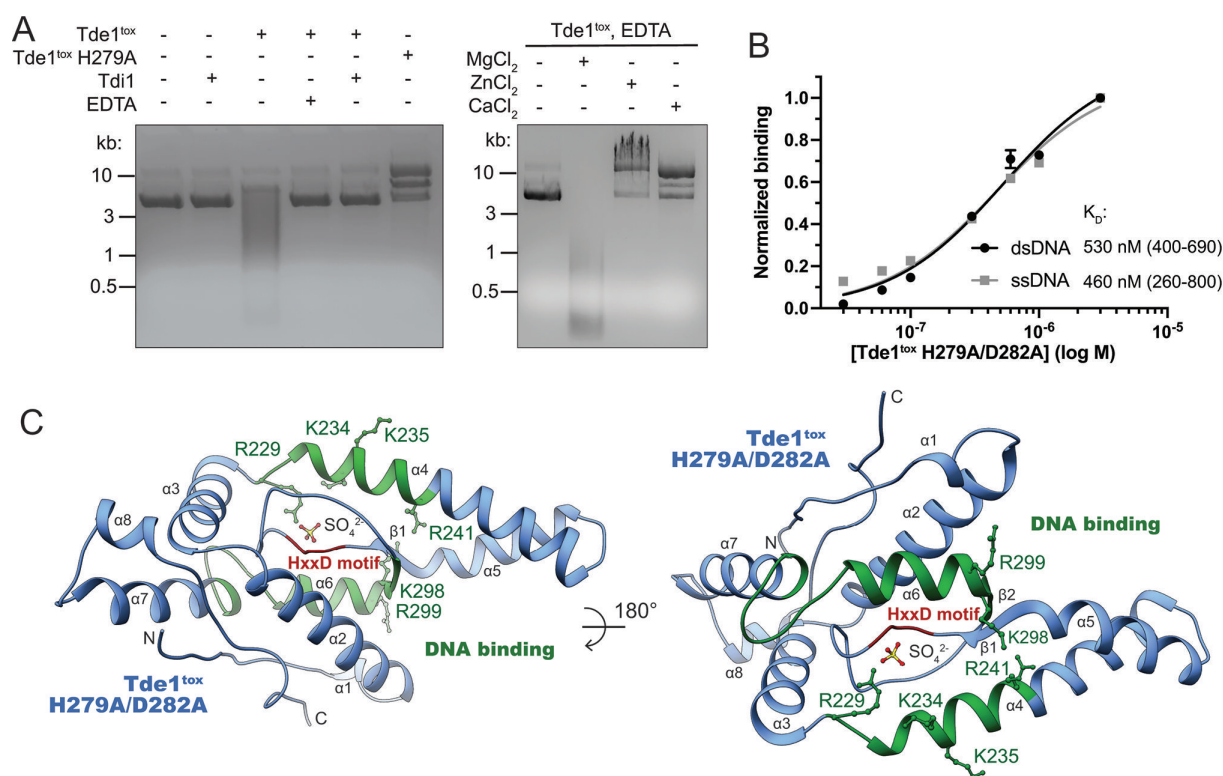 A
Tde1tox - - + + + -
Tde1tox H279A - - - - - +
Tdi1 - + - - + -
EDTA - - - + - -
kb:
10
3
1
0.5
Tde1tox, EDTA
MgCl2 - + - -
ZnCl2 - - + -
CaCl2 - - - +
kb:
10
3
1
0.5
B
Normalized binding
1.0
0.8
0.6
0.4
0.2
0.0
KD:
dsDNA 530 nM (400-690)
ssDNA 460 nM (260-800)
10-7
10-6
10-5
[Tde1tox H279A/D282A] (log M)
C
K234
K235
R229
α4
α3
α8
SO42-
β1
R241
HxxD motif
α5
α6
K298
R299
α7
α2
N
DNA binding
α1
Tde1tox
H279A/D282A
C
180°
C
Tde1tox
H279A/D282A
α1
α2
DNA binding
α7
N
R299
α6
β2
HxxD motif
α5
K298
SO42-
β1
α8
R241
R229
K234
α4
α3
K235